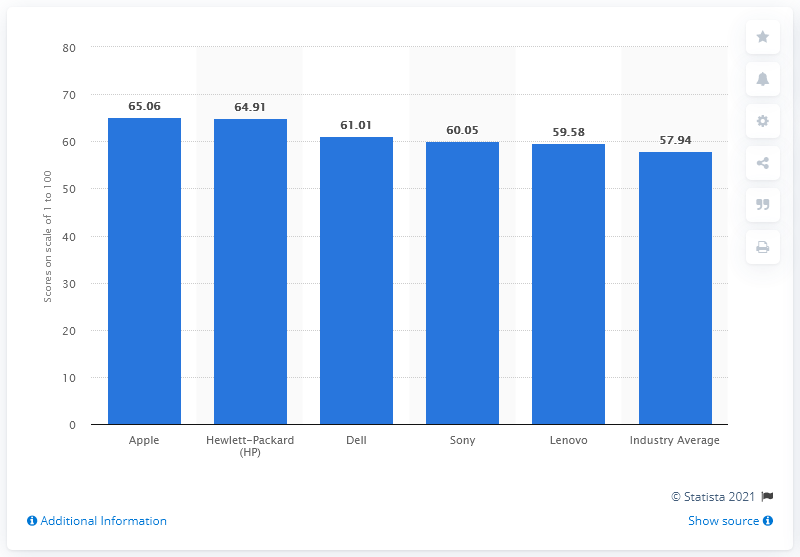 80
70
60
50
40
30
20
10
0
Scores on scale of 1 to 100
65.06
64.91
61.01
60.05
59.58
57.94
Apple
Hewlett-Packard
(HP)
Dell
Sony
Lenovo
Industry Average
© Statista 2021
Additional Information
Show source